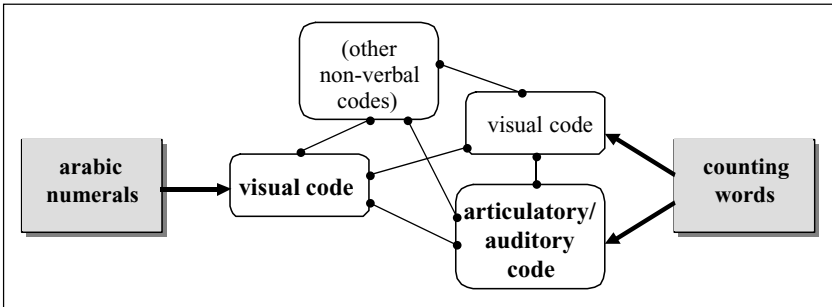 (other
non-verbal
codes)
visual code
arabic
numerals
counting
words
visual code
articulatory/
auditory
code